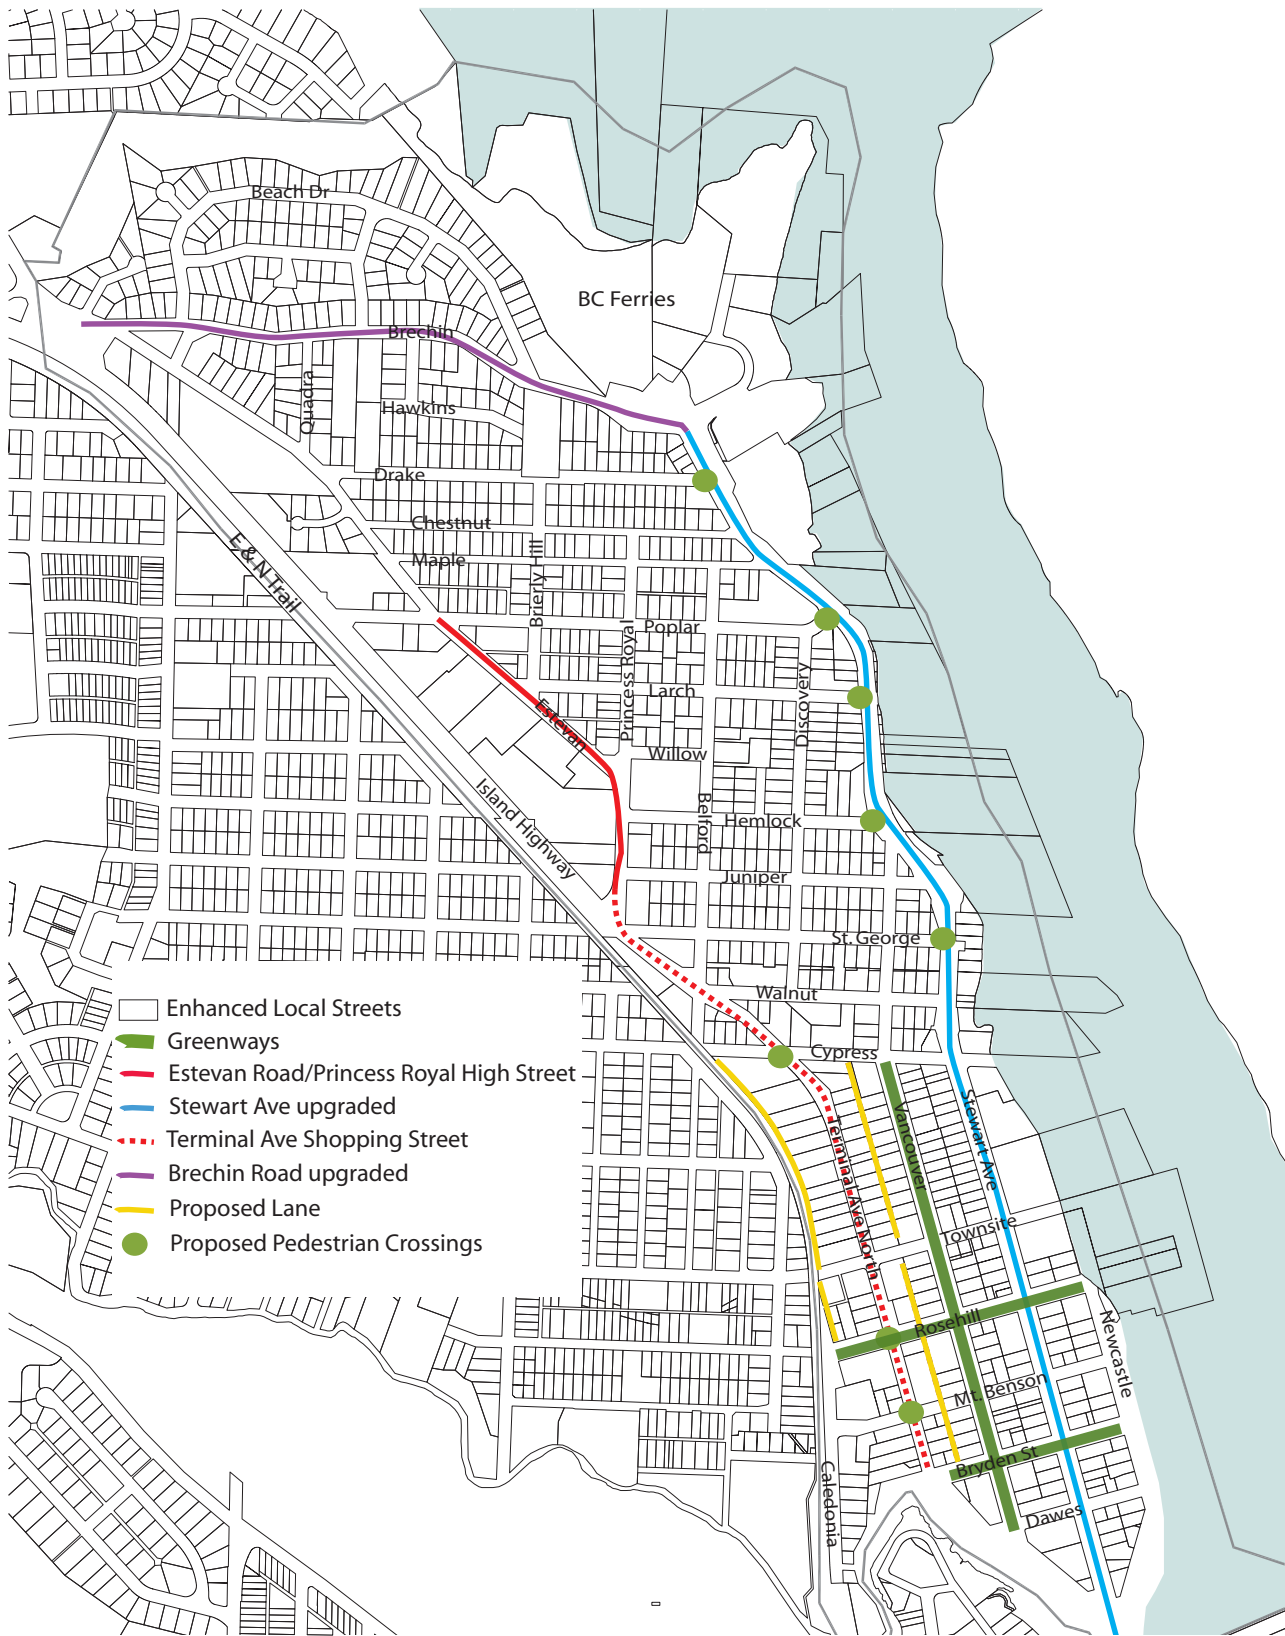 Beach Dr
BC Ferries
Brechin
Quadra
Hawkins
Drake
Chestnut
E & N Trail
Maple
Brierly Hill
Princess Royal
Poplar
Larch
Discovery
Estevan
Willow
Island Highway
Belford
Hemlock
Juniper
St. George
Walnut
Cypress
Enhanced Local Streets
Greenways
Estevan Road/Princess Royal High Street
Stewart Ave upgraded
Terminal Ave Shopping Street
Brechin Road upgraded
Proposed Lane
Proposed Pedestrian Crossings
Terminal Ave North
Vancouver
Stewart Ave
Townsite
Rosehill
Newcastle
Mt. Benson
Bryden St
Caledonia
Dawes